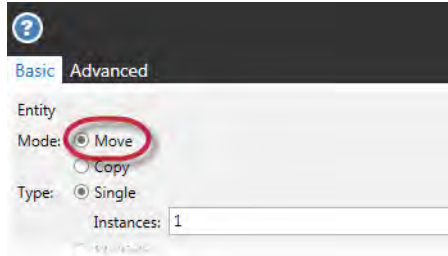 ?
Basic Advanced
Entity
Mode: Move
Copy
Type: Single
Instances: 1